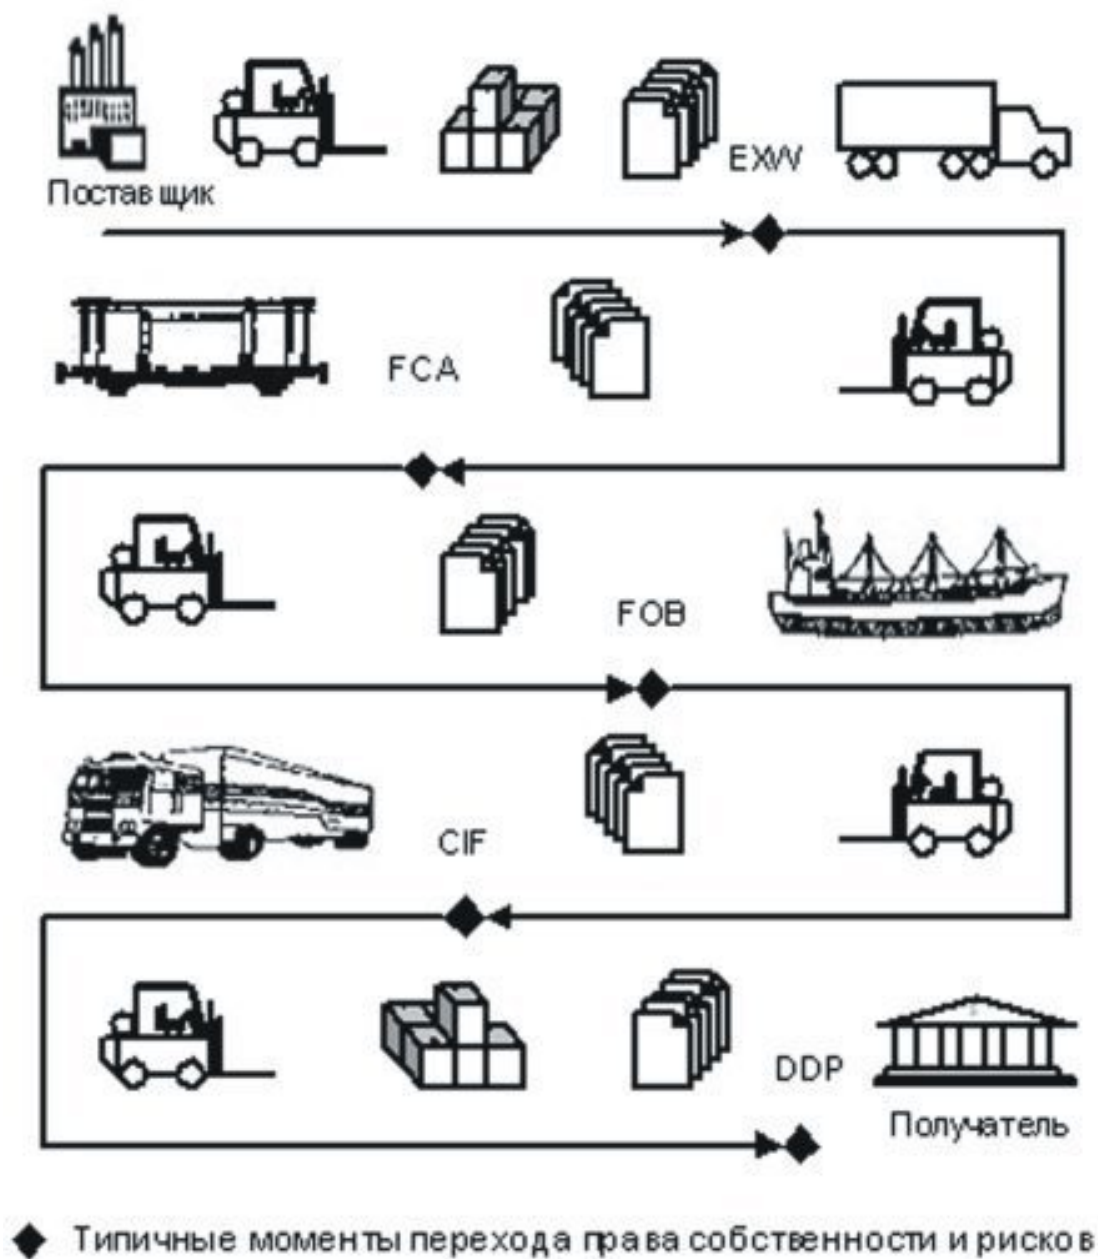 EXW
Поставщик
FCA
FOB
CIF
DDP
Получатель
Типичные моменты перехода права собственности и рисков